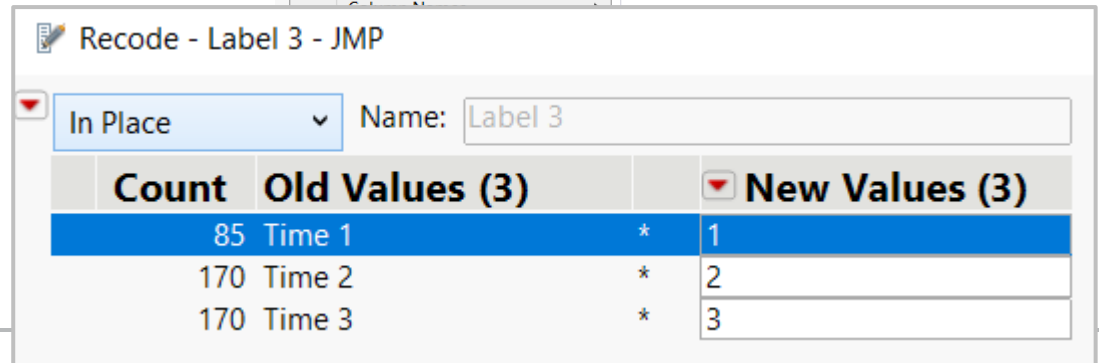 Recode - Label 3 - JMP
In Place Name: Label 3
Count Old Values (3) New Values (3)
85 Time 1 * 1
170 Time 2 * 2
170 Time 3 * 3